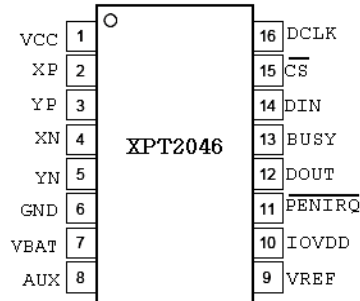 VCC 1 16 DCLK
XP 2 15 CS
YP 3 14 DIN
XN 4 13 BUSY
XPT2046
YN 5 12 DOUT
GND 6 11 PENIRQ
VBAT 7 10 IOVDD
AUX 8 9 VREF